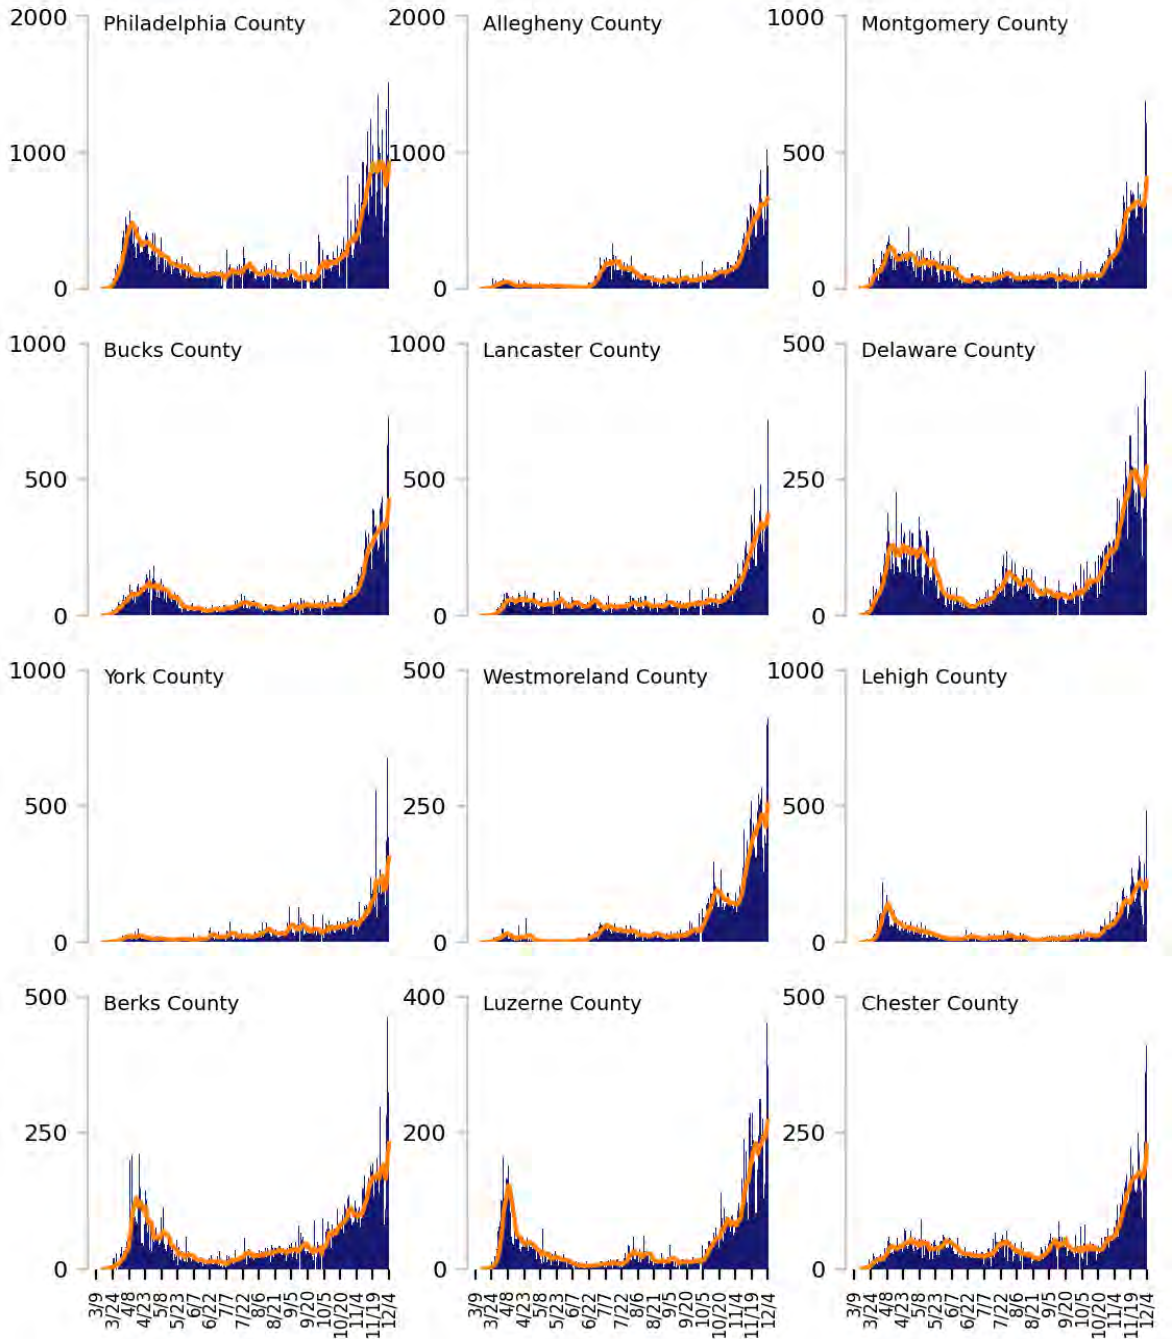 2000 Philadelphia County 2000 Allegheny County 1000 Montgomery County
1000 1000 500
0 0 0
1000 Bucks County 1000 Lancaster County 500 Delaware County
500 500 250
0 0 0
1000 York County 500 Westmoreland County 1000 Lehigh County
500 250 500
0 0 0
500 Berks County 400 Luzerne County 500 Chester County
250 200 250
0 0 0
3/9 3/24 4/8 4/23 5/8 5/23 6/7 6/22 7/7 7/22 8/6 8/21 9/5 9/20 10/5 10/20 11/4 11/19 12/4 3/9 3/24 4/8 4/23 5/8 5/23 6/7 6/22 7/7 7/22 8/6 8/21 9/5 9/20 10/5 10/20 11/4 11/19 12/4 3/9 3/24 4/8 4/23 5/8 5/23 6/7 6/22 7/7 7/22 8/6 8/21 9/5 9/20 10/5 10/20 11/4 11/19 12/4